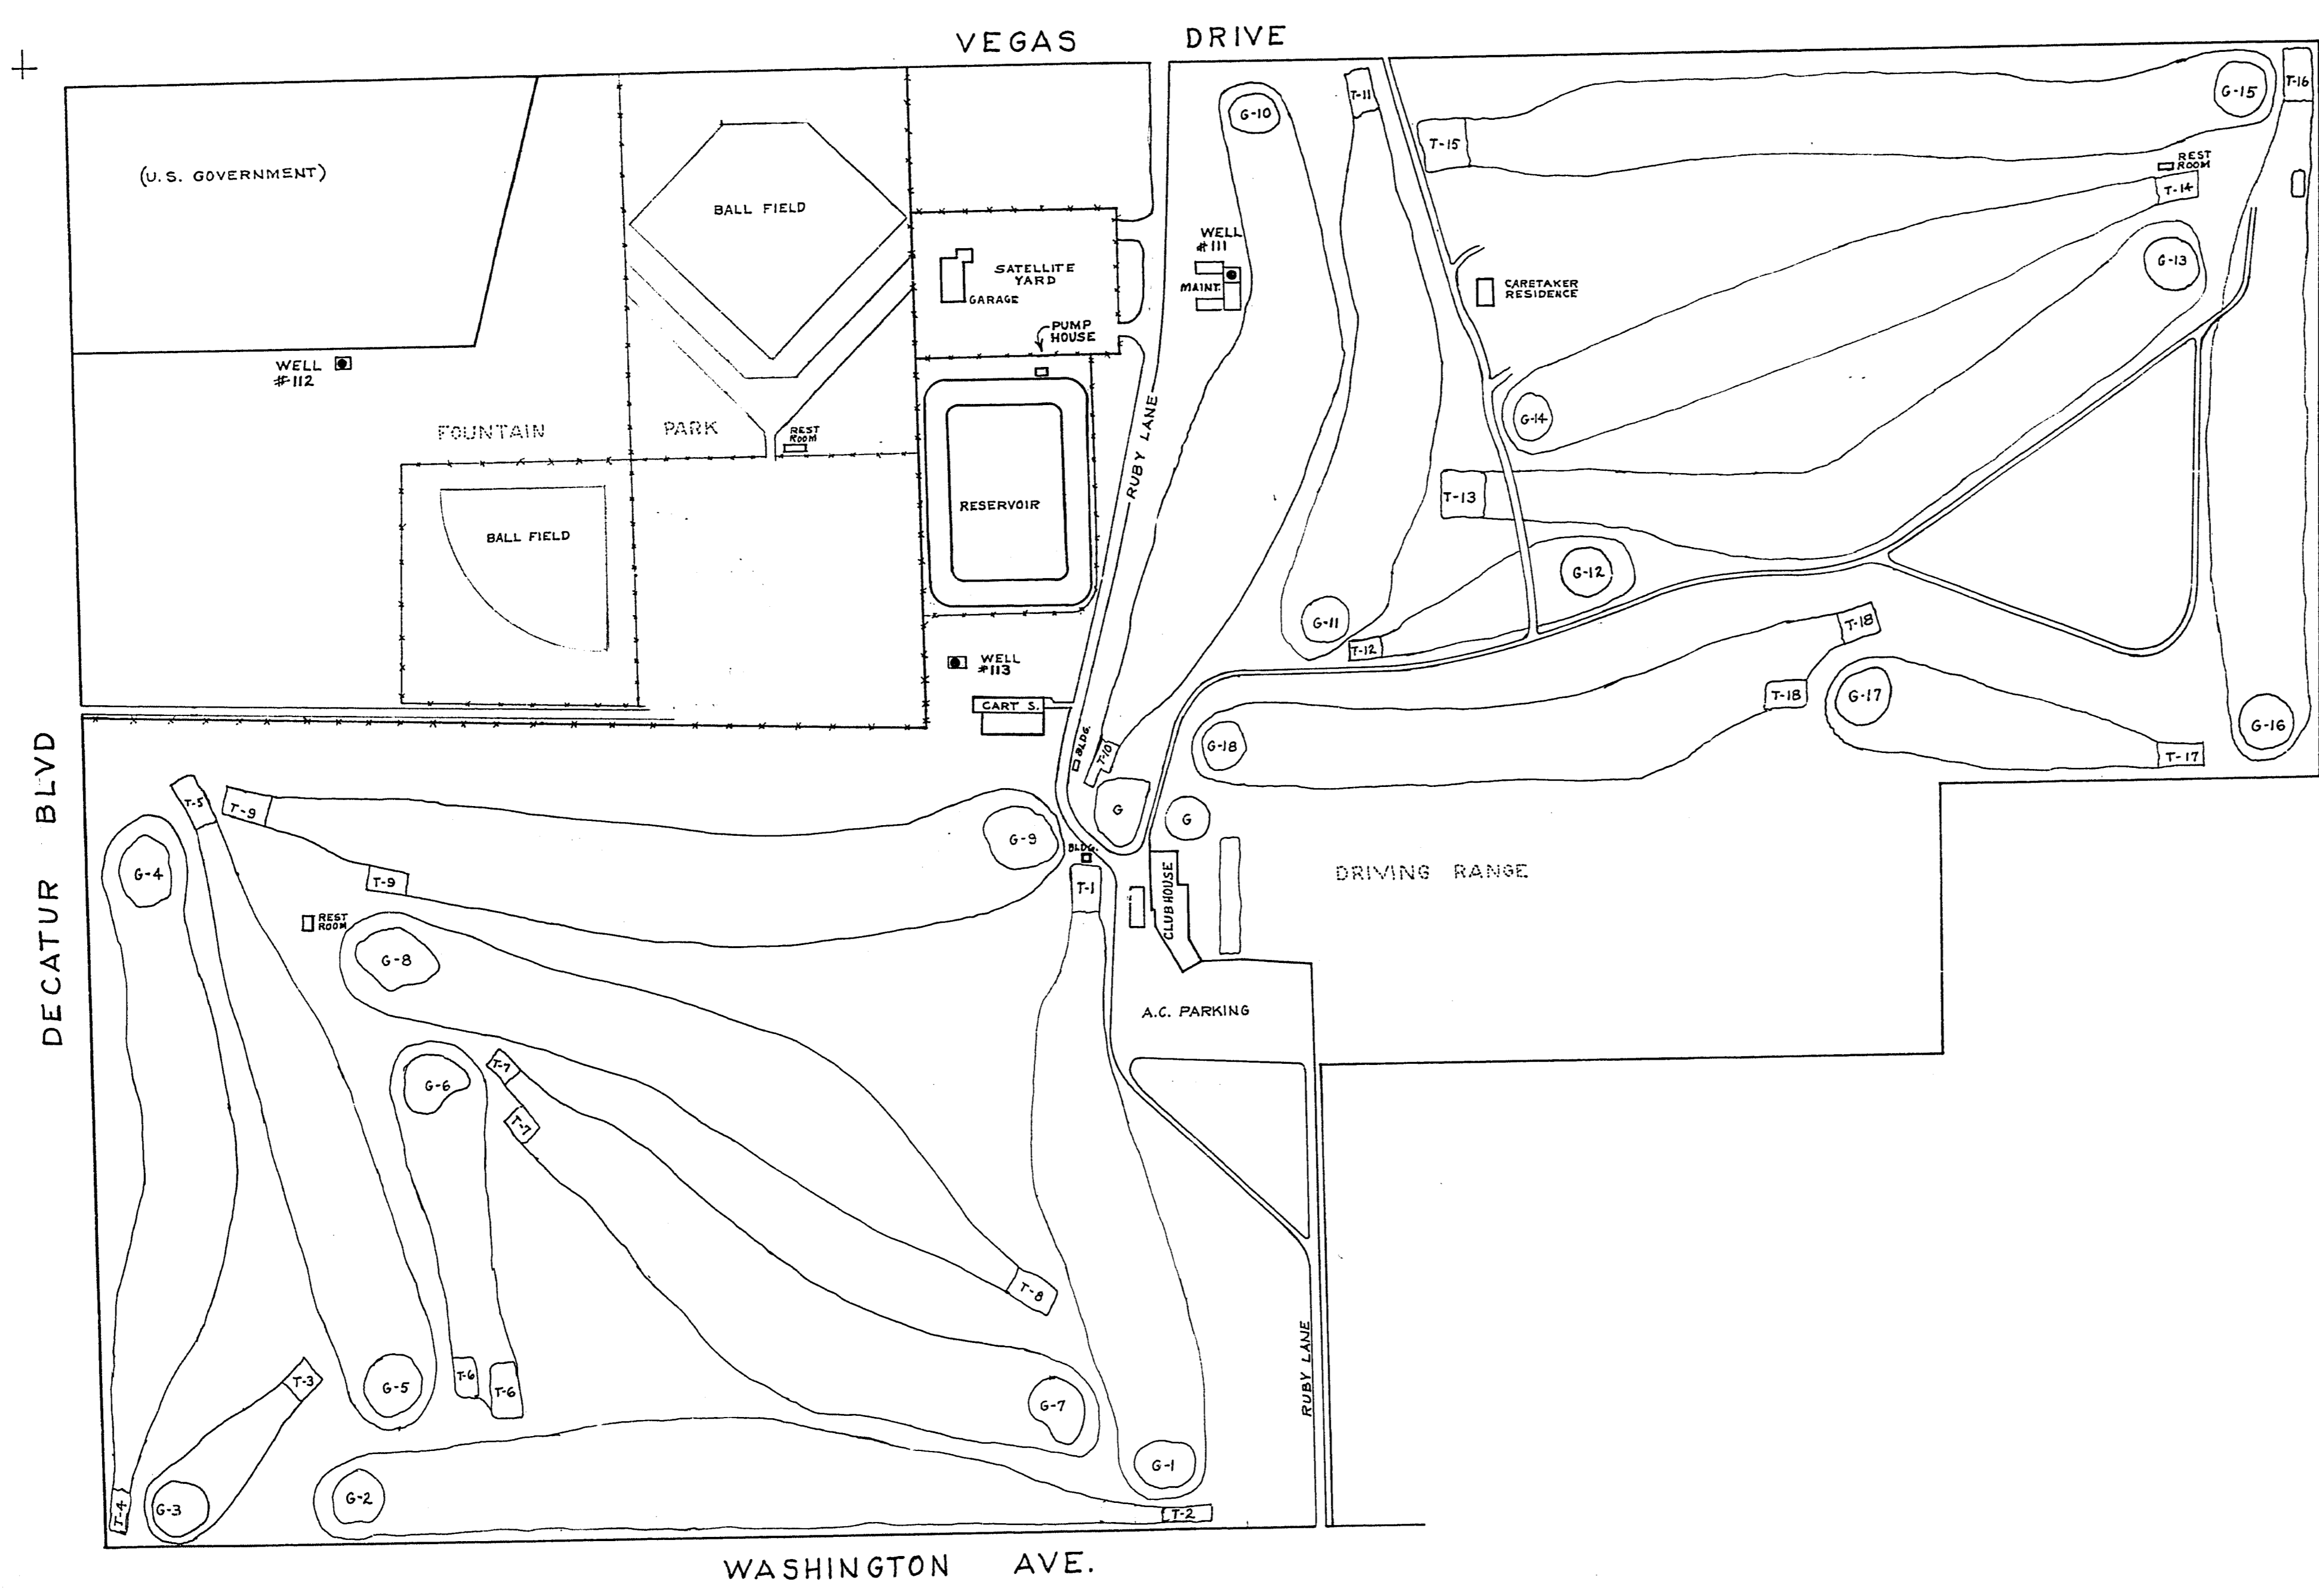 VEGAS DRIVE
(U.S. GOVERNMENT)
BALL FIELD
WELL
#112
FOUNTAIN PARK
REST
ROOM
BALL FIELD
SATELLITE
YARD
GARAGE
PUMP
HOUSE
RESERVOIR
RUBY LANE
WELL
#113
CART S.
BLDG.
T-10
G
G
G-10
T-11
WELL
#111
MAINT.
T-15
G-15
T-16
REST
ROOM
T-14
G-13
CARETAKER
RESIDENCE
G-14
T-13
G-12
G-11
T-12
T-18
T-18
G-17
G-16
T-17
G-18
DECATUR BLVD
T-5
T-9
G-4
T-9
G-9
BLDG.
T-1
CLUB HOUSE
DRIVING RANGE
REST
ROOM
G-8
A.C. PARKING
G-6
T-7
T-7
T-8
T-3
G-5
T-6
T-6
G-7
RUBY LANE
G-1
T-4
G-3
G-2
T-2
WASHINGTON AVE.